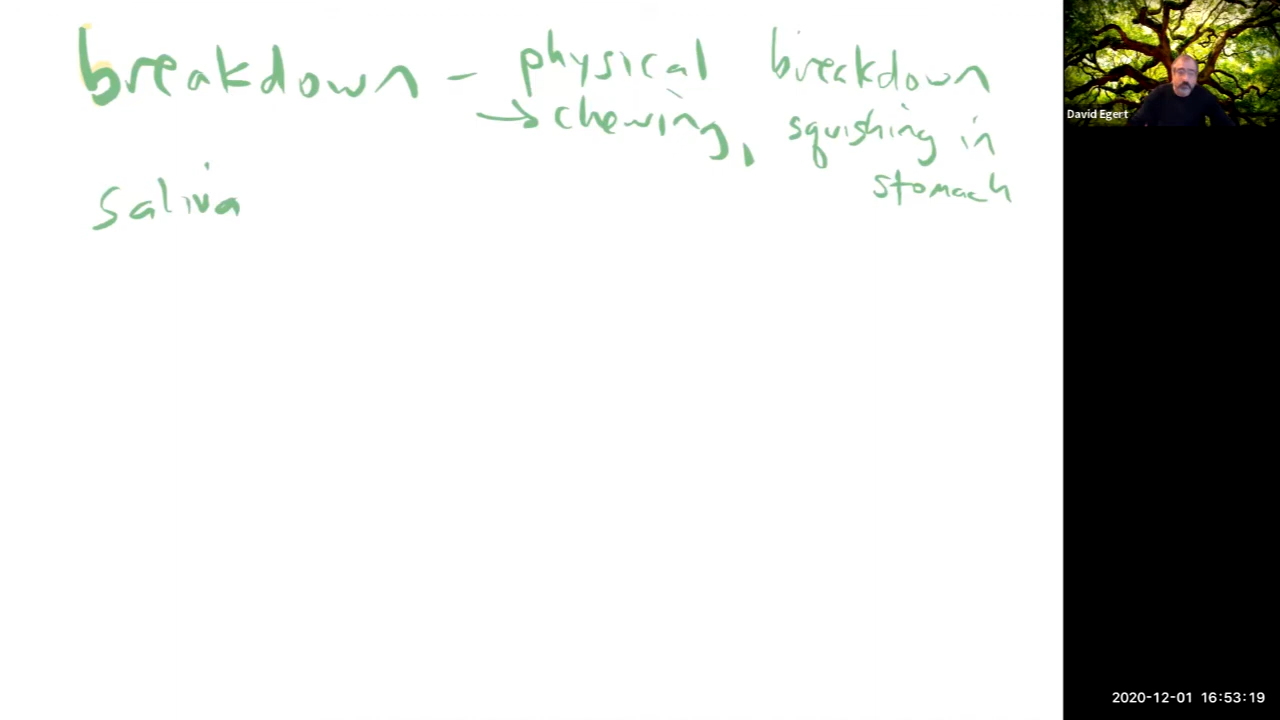 breakdown - physical breakdown
→ chewing, squishing in
stomach
saliva
David Egert
2020-12-01 16:53:19